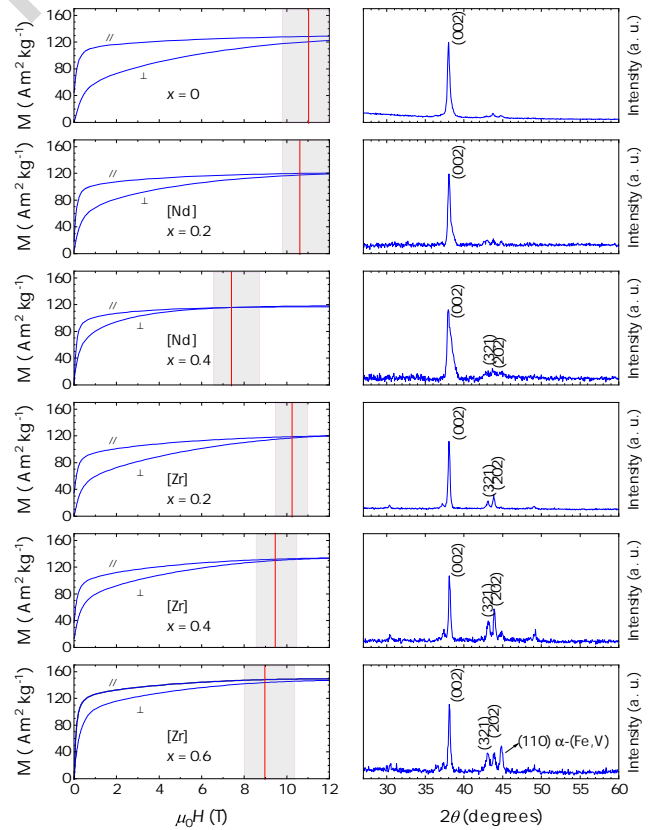 160
120
80
40
0
M ( Am² kg⁻¹)
//
⊥
x = 0
(002)
Intensity (a. u.)
160
120
80
40
0
M ( Am² kg⁻¹)
//
⊥
[Nd]
x = 0.2
(002)
Intensity (a. u.)
160
120
80
40
0
M ( Am² kg⁻¹)
//
⊥
[Nd]
x = 0.4
(002)
(321)
(202)
Intensity (a. u.)
160
120
80
40
0
M ( Am² kg⁻¹)
//
⊥
[Zr]
x = 0.2
(002)
(321)
(202)
Intensity (a. u.)
160
120
80
40
0
M ( Am² kg⁻¹)
//
⊥
[Zr]
x = 0.4
(002)
(321)
(202)
Intensity (a. u.)
160
120
80
40
0
M ( Am² kg⁻¹)
//
⊥
[Zr]
x = 0.6
(002)
(321)
(202)
(110) α-(Fe,V)
Intensity (a. u.)
0 2 4 6 8 10 12
μ₀H (T)
30 35 40 45 50 55 60
2θ (degrees)